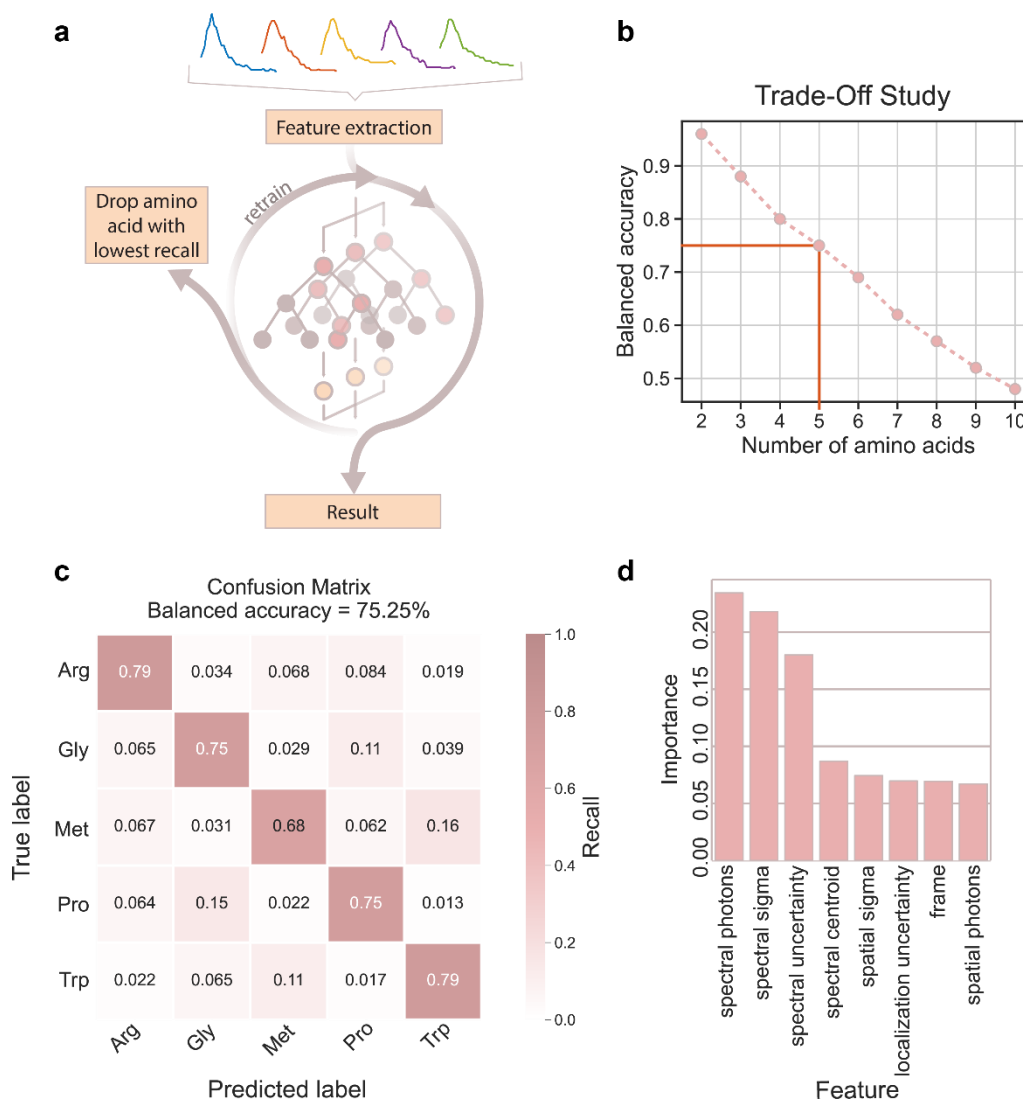 a
Feature extraction
retrain
Drop amino
acid with
lowest recall
Result
b
Trade-Off Study
Balanced accuracy
0.9
0.8
0.7
0.6
0.5
2 3 4 5 6 7 8 9 10
Number of amino acids
c
Confusion Matrix
Balanced accuracy = 75.25%
True label
Arg 0.79 0.034 0.068 0.084 0.019
Gly 0.065 0.75 0.029 0.11 0.039
Met 0.067 0.031 0.68 0.062 0.16
Pro 0.064 0.15 0.022 0.75 0.013
Trp 0.022 0.065 0.11 0.017 0.79
Arg Gly Met Pro Trp
Predicted label
1.0
0.8
0.6
0.4
0.2
0.0
Recall
d
Importance
0.20
0.15
0.10
0.05
0.00
spectral photons
spectral sigma
spectral uncertainty
spectral centroid
spatial sigma
localization uncertainty
frame
spatial photons
Feature